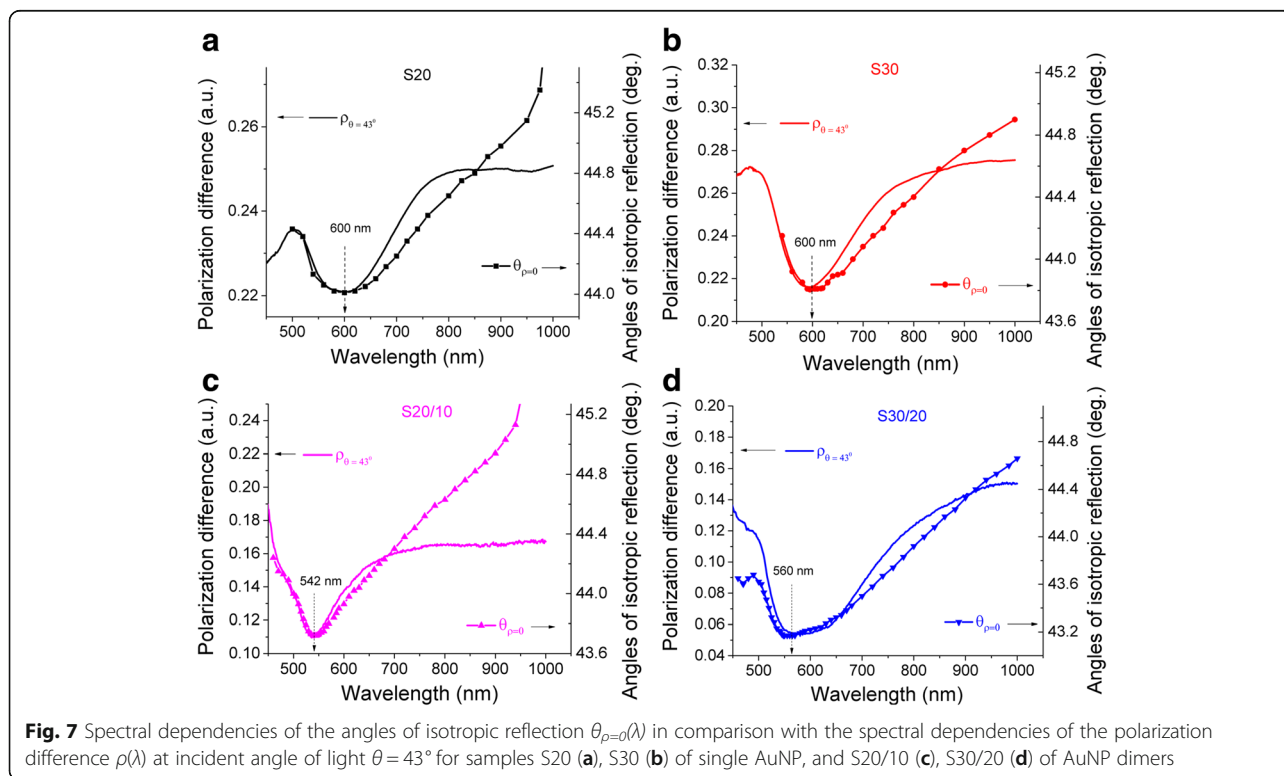 a
S20
Polarization difference (a.u.)
0.26
0.24
0.22
ρθ = 43°
600 nm
θρ=0
45.2
44.8
44.4
44.0
Angles of isotropic reflection (deg.)
500 600 700 800 900 1000
Wavelength (nm)
b
S30
Polarization difference (a.u.)
0.32
0.30
0.28
0.26
0.24
0.22
0.20
ρθ = 43°
600 nm
θρ=0
45.2
44.8
44.4
44.0
43.6
Angles of isotropic reflection (deg.)
500 600 700 800 900 1000
Wavelength (nm)
c
S20/10
Polarization difference (a.u.)
0.24
0.22
0.20
0.18
0.16
0.14
0.12
0.10
ρθ = 43°
542 nm
θρ=0
45.2
44.8
44.4
44.0
43.6
Angles of isotropic reflection (deg.)
500 600 700 800 900 1000
Wavelength (nm)
d
S30/20
Polarization difference (a.u.)
0.20
0.18
0.16
0.14
0.12
0.10
0.08
0.06
0.04
ρθ = 43°
560 nm
θρ=0
44.8
44.4
44.0
43.6
43.2
Angles of isotropic reflection (deg.)
500 600 700 800 900 1000
Wavelength (nm)
Fig. 7 Spectral dependencies of the angles of isotropic reflection θρ=0(λ) in comparison with the spectral dependencies of the polarization
difference ρ(λ) at incident angle of light θ = 43° for samples S20 (a), S30 (b) of single AuNP, and S20/10 (c), S30/20 (d) of AuNP dimers